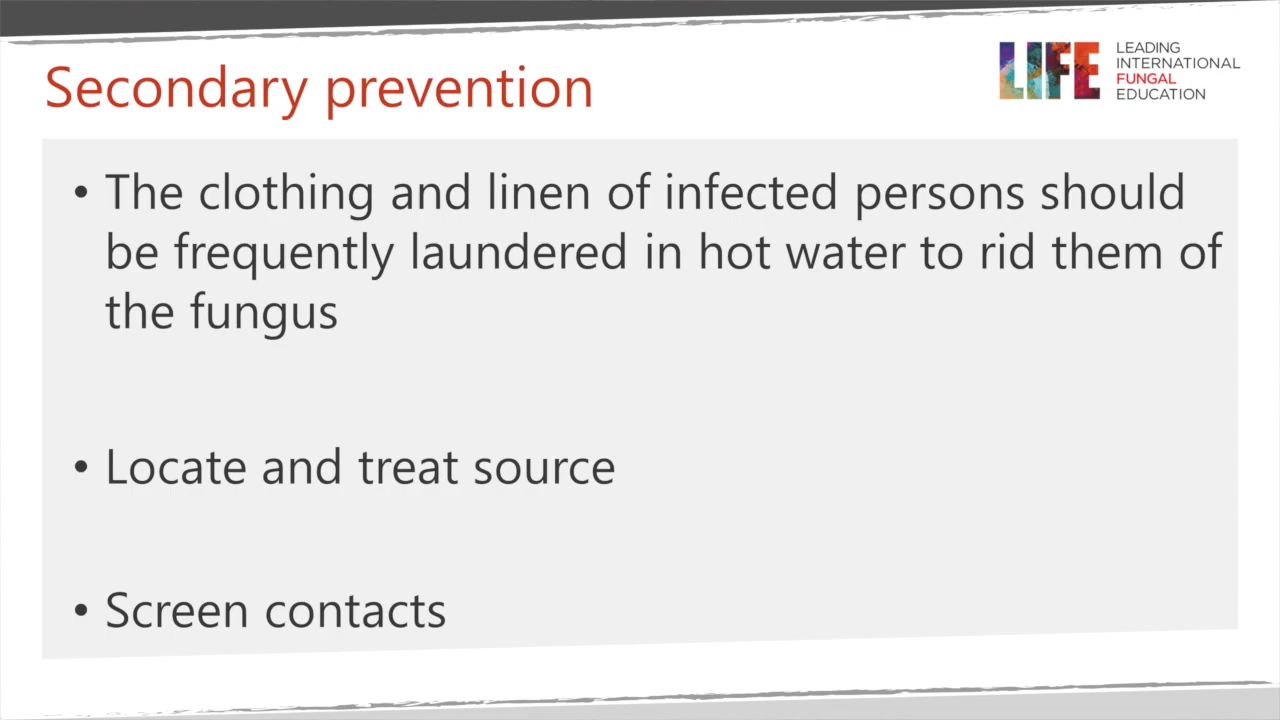 Secondary prevention
LIFE
LEADING
INTERNATIONAL
FUNGAL
EDUCATION
• The clothing and linen of infected persons should
be frequently laundered in hot water to rid them of
the fungus
• Locate and treat source
• Screen contacts